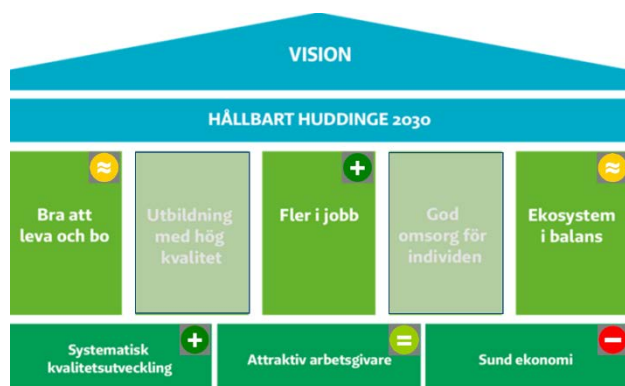 VISION
HÅLLBART HUDDINGE 2030
≈
Bra att
leva och bo
Utbildning
med hög
kvalitet
+
Fler i jobb
God
omsorg för
individen
≈
Ekosystem
i balans
+
Systematisk
kvalitetsutveckling
=
Attraktiv arbetsgivare
−
Sund ekonomi